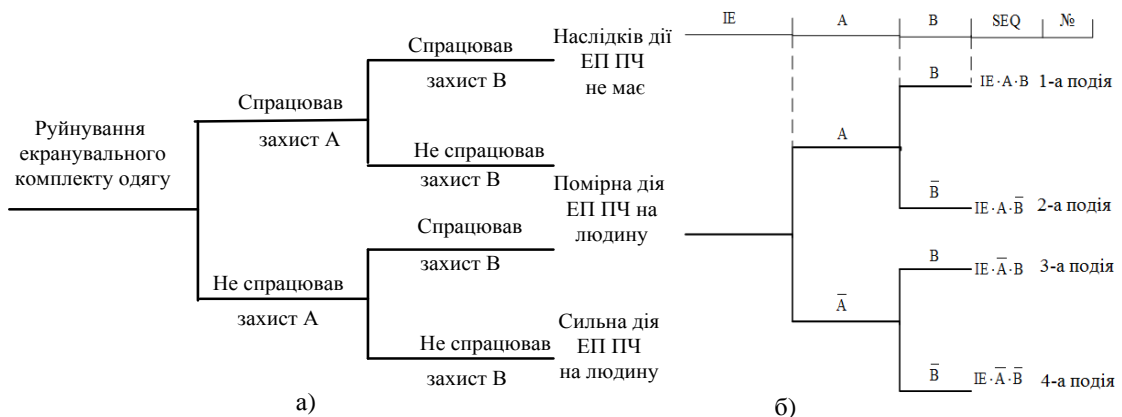 Руйнування
екранувального
комплекту одягу
Спрацював
захист А
Не спрацював
захист А
Спрацював
захист В
Не спрацював
захист В
Спрацював
захист В
Не спрацював
захист В
Наслідків дії
ЕП ПЧ
не має
Помірна дія
ЕП ПЧ на
людину
Сильна дія
ЕП ПЧ
на людину
а)
IE A B SEQ №
A
A̅
B
B̅
B
B̅
IE·A·B 1-а подія
IE·A·B̅ 2-а подія
IE·A̅·B 3-а подія
IE·A̅·B̅ 4-а подія
б)